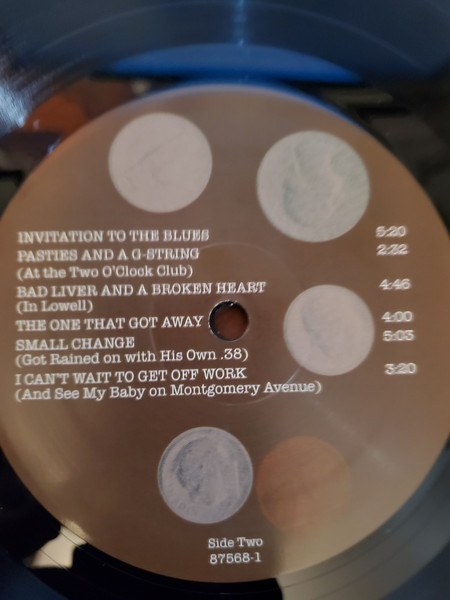 INVITATION TO THE BLUES 5:20
PASTIES AND A G-STRING 2:32
(At the Two O'Clock Club)
BAD LIVER AND A BROKEN HEART 4:46
(In Lowell)
THE ONE THAT GOT AWAY 4:00
SMALL CHANGE 5:03
(Got Rained on with His Own .38)
I CAN'T WAIT TO GET OFF WORK 3:20
(And See My Baby on Montgomery Avenue)
Side Two
87568-1